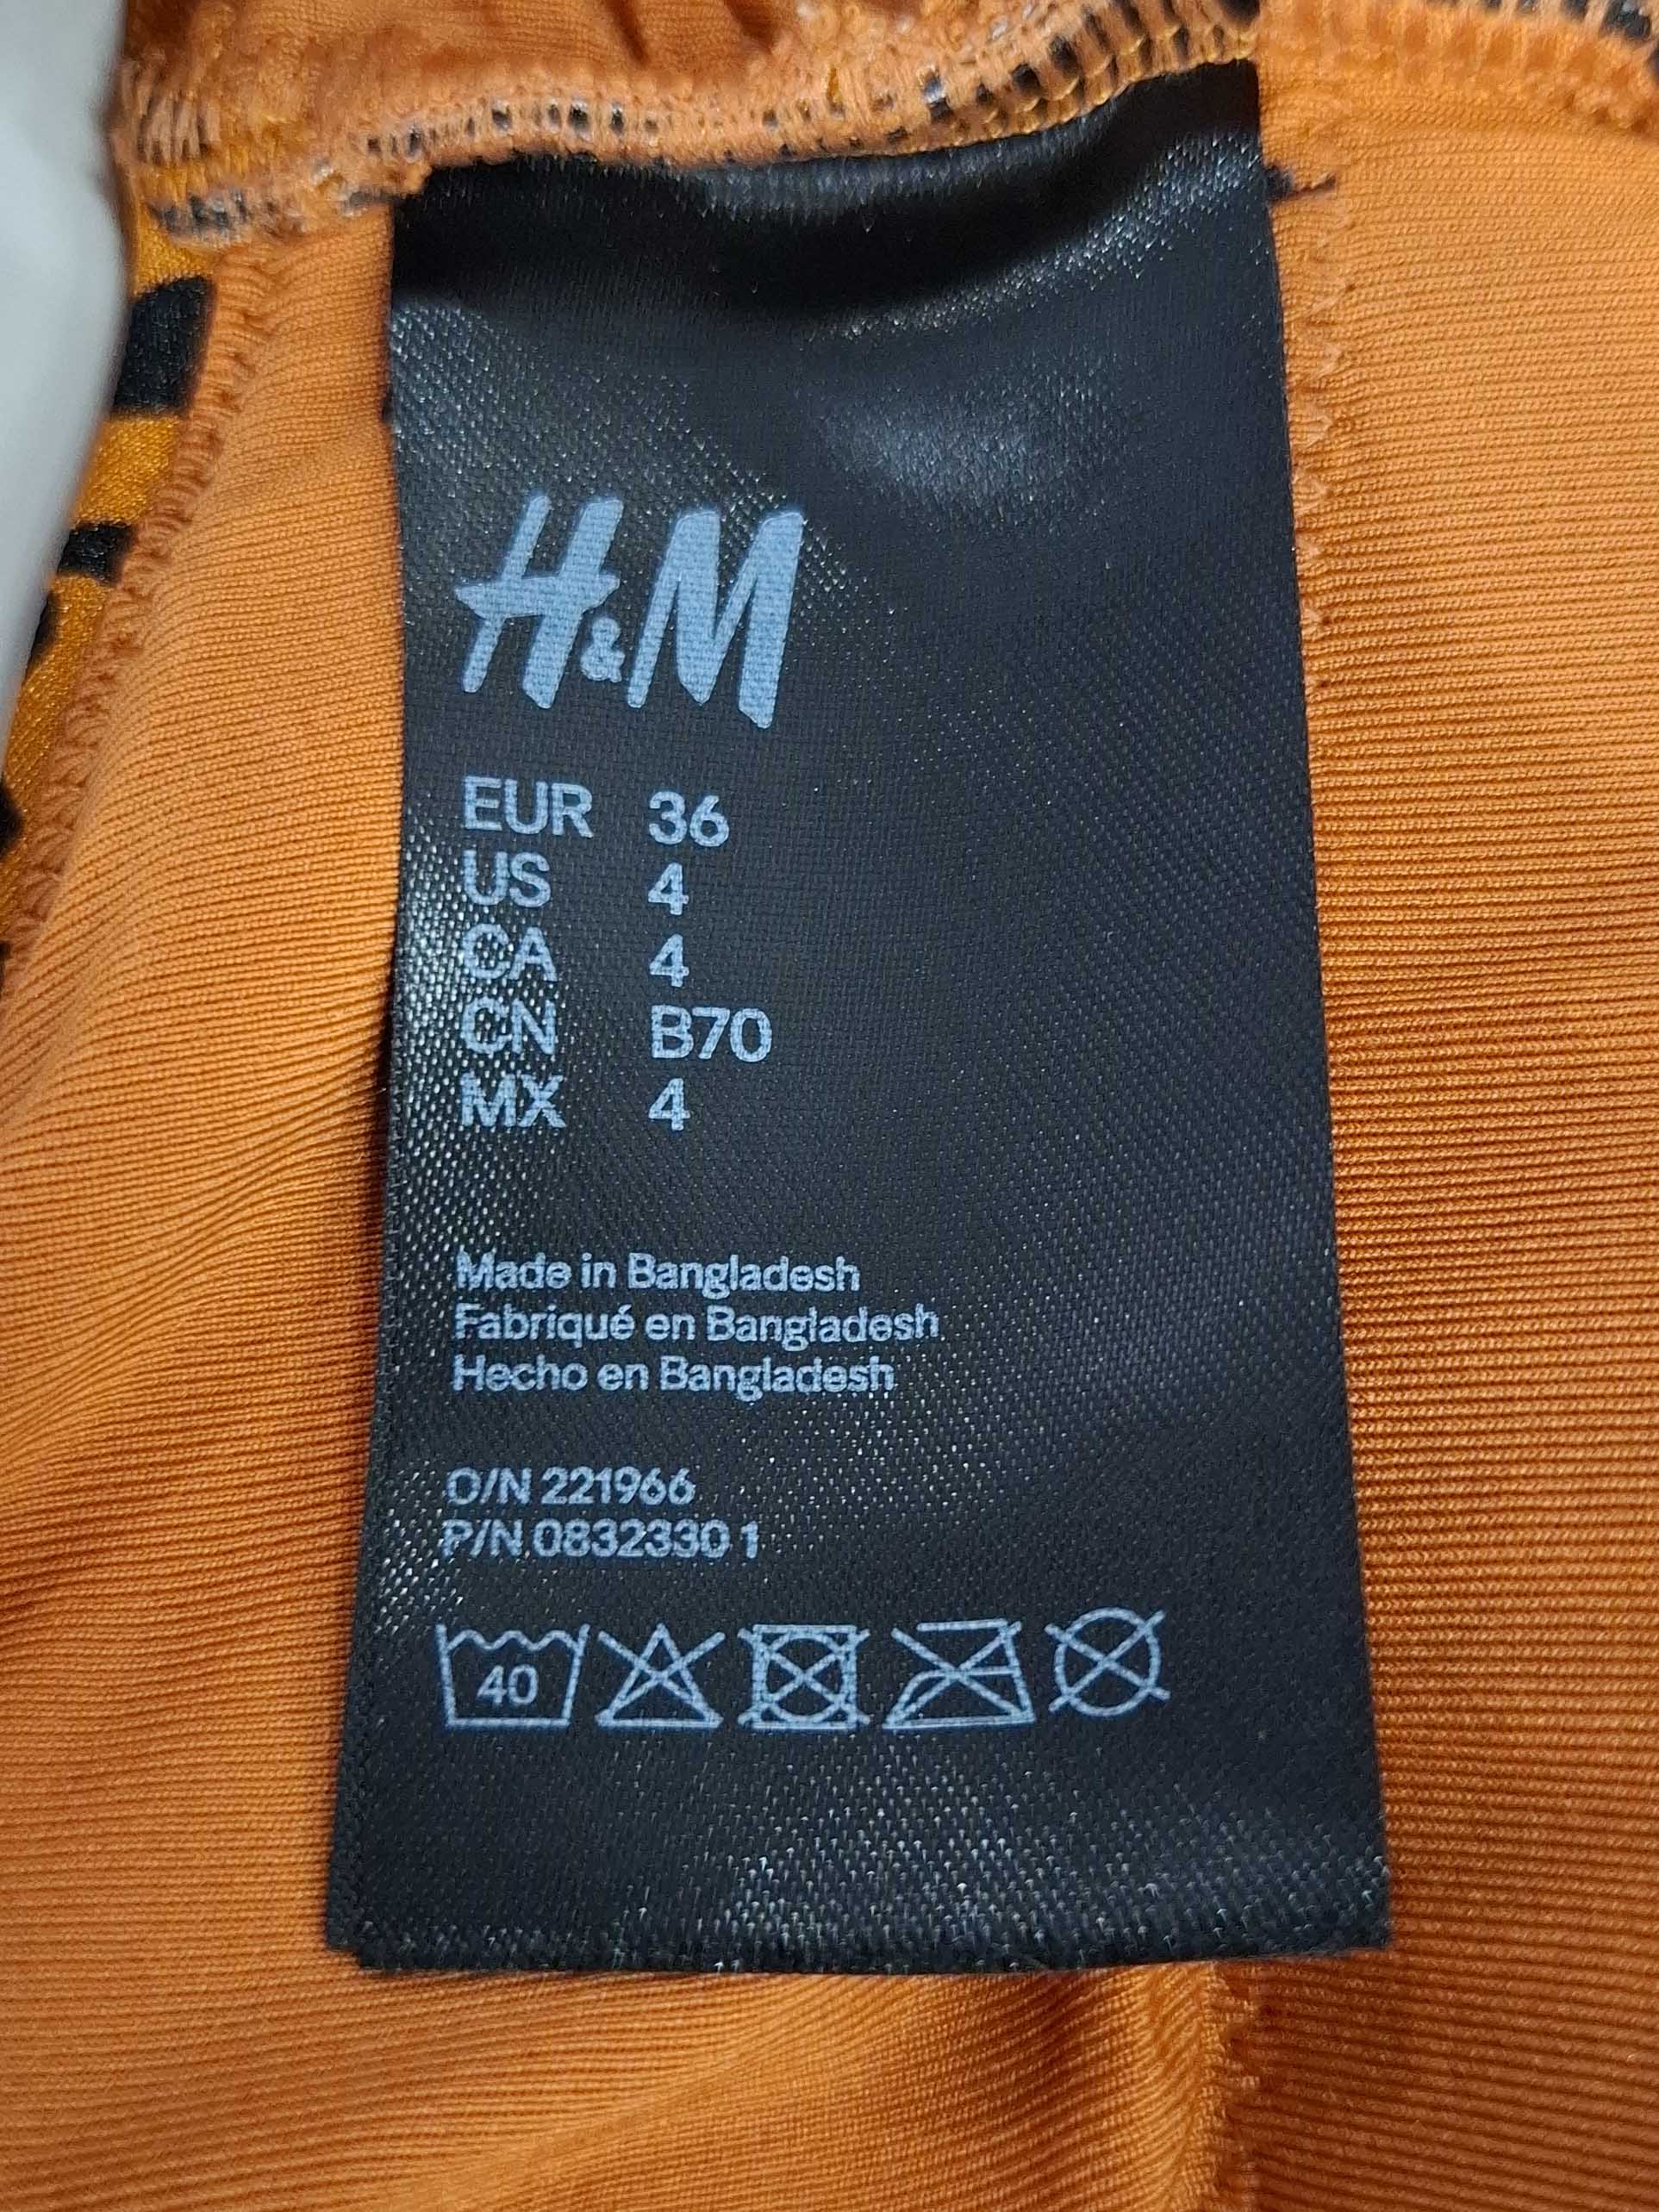 H&M
EUR 36
US 4
CA 4
CN B70
MX 4
Made in Bangladesh
Fabriqué en Bangladesh
Hecho en Bangladesh
O/N 221966
P/N 0832330 1
40